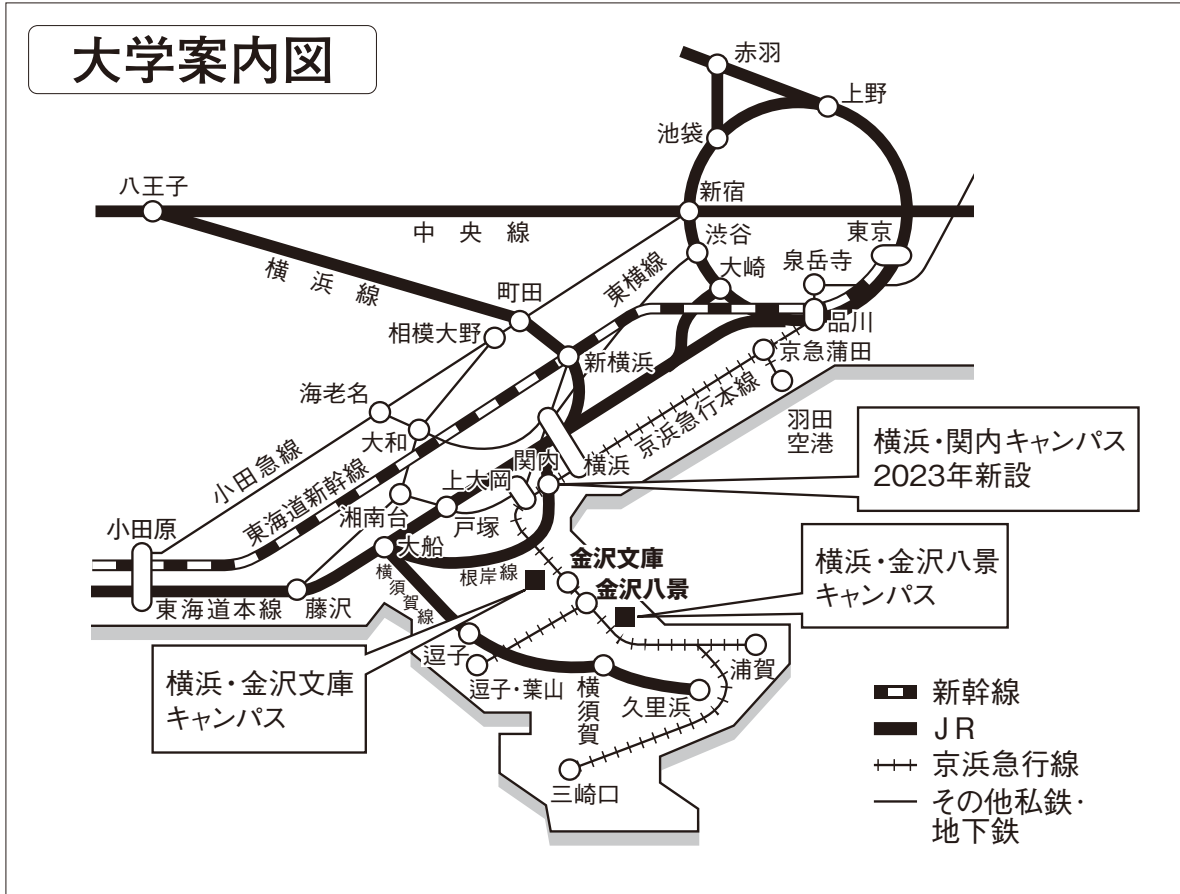 大学案内図
赤羽
上野
池袋
八王子
新宿
中央線
渋谷
東京
横浜線
東横線
大崎
泉岳寺
町田
品川
相模大野
新横浜
京急蒲田
海老名
京浜急行本線
羽田
空港
大和
小田急線
東海道新幹線
関内
横浜
横浜・関内キャンパス
2023年新設
上大岡
湘南台
戸塚
小田原
大船
金沢文庫
横浜・金沢八景
キャンパス
根岸線
金沢八景
横須賀線
東海道本線
藤沢
逗子
浦賀
横浜・金沢文庫
キャンパス
逗子・葉山
横須賀
久里浜
三崎口
新幹線
JR
京浜急行線
その他私鉄・
地下鉄